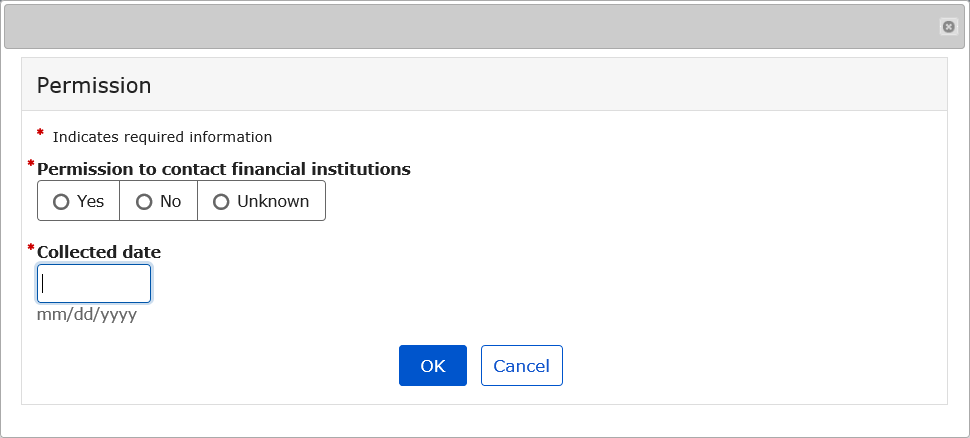 Permission
* Indicates required information
*Permission to contact financial institutions
Yes No Unknown
*Collected date
mm/dd/yyyy
OK Cancel